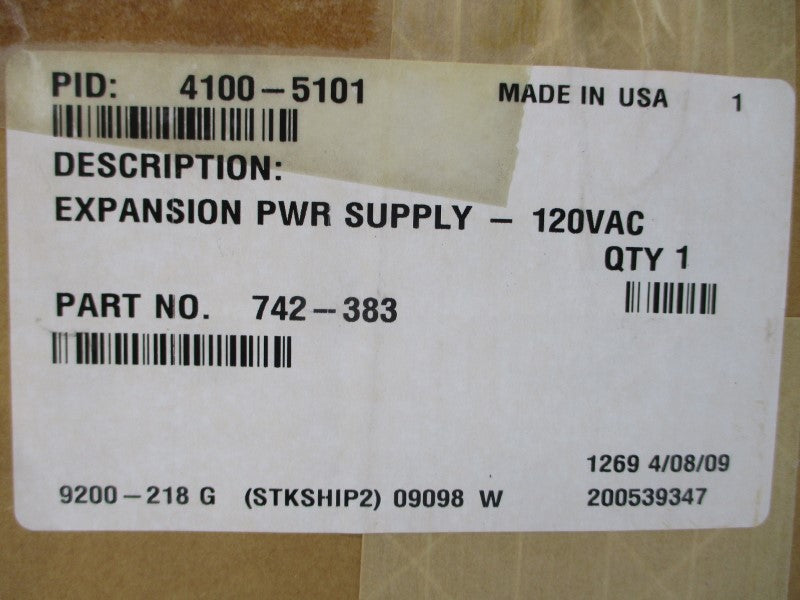 PID: 4100-5101 MADE IN USA 1
DESCRIPTION:
EXPANSION PWR SUPPLY - 120VAC
QTY 1
PART NO. 742-383
1269 4/08/09
9200-218 G (STKSHIP2) 09098 W 200539347